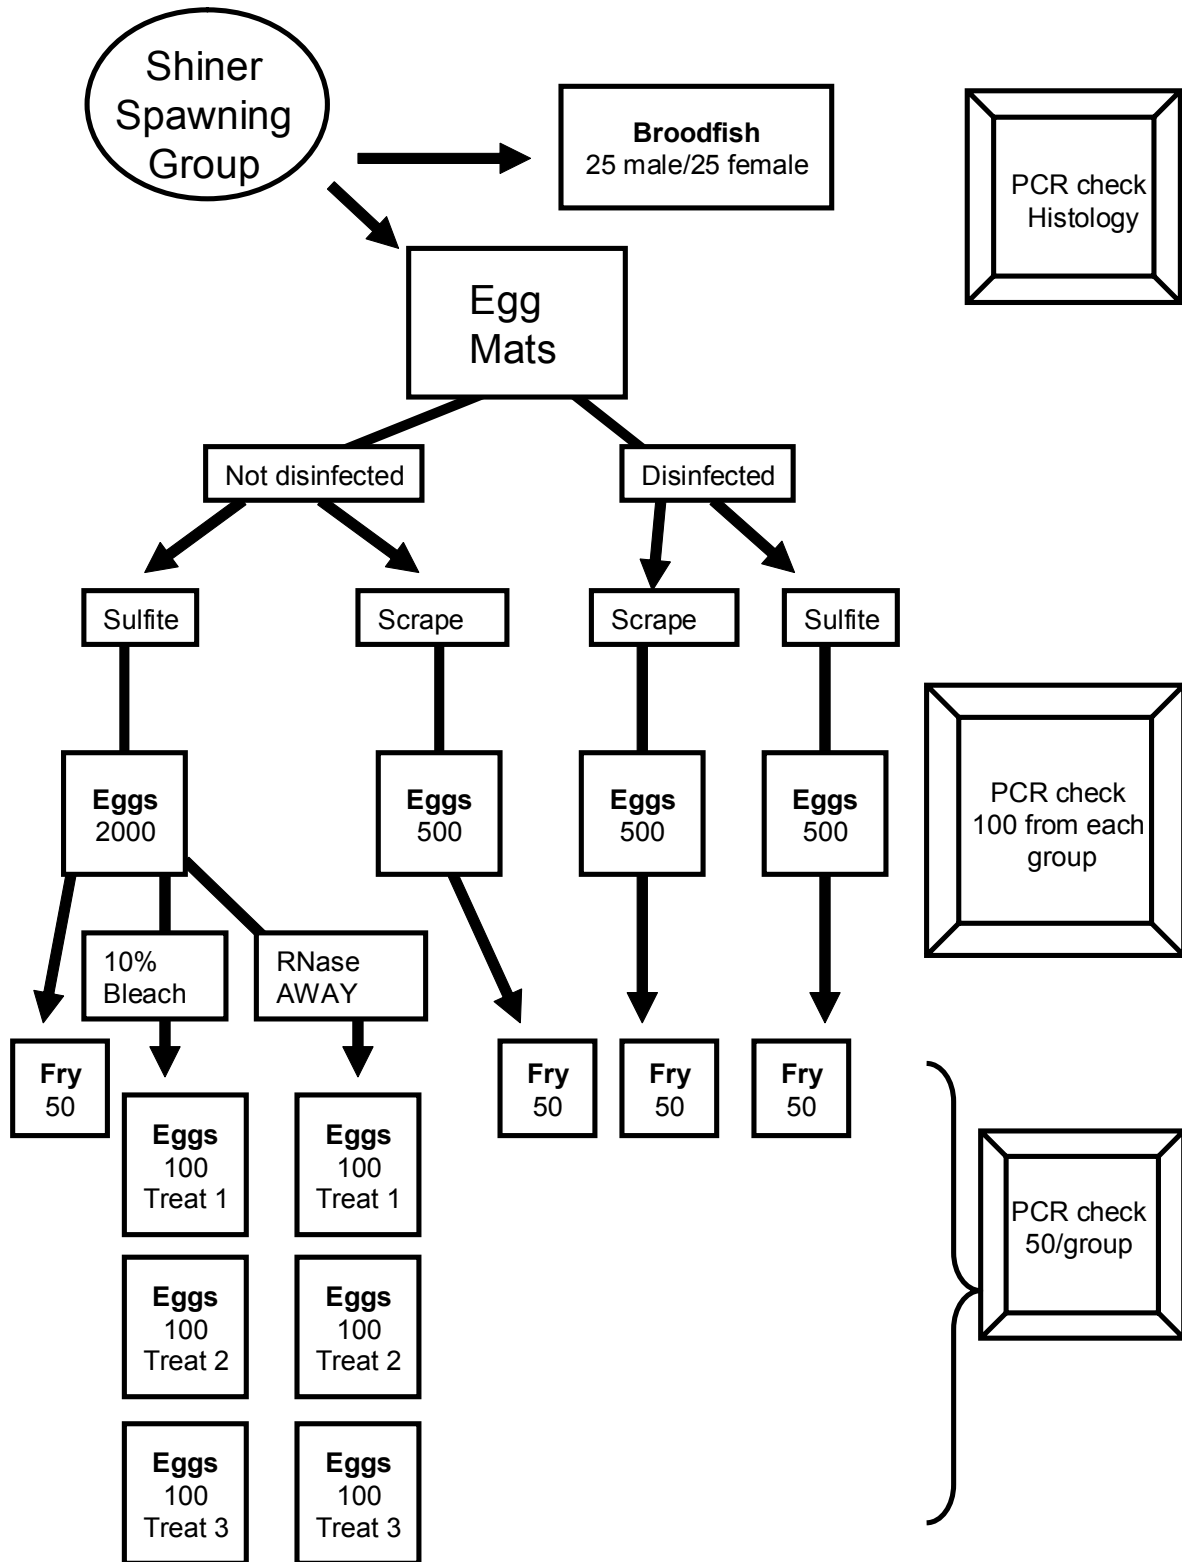 Shiner
Spawning
Group
Broodfish
25 male/25 female
PCR check
Histology
Egg
Mats
Not disinfected
Disinfected
Sulfite
Scrape
Scrape
Sulfite
Eggs
2000
Eggs
500
Eggs
500
Eggs
500
PCR check
100 from each
group
10%
Bleach
RNase
AWAY
Fry
50
Fry
50
Fry
50
Fry
50
Eggs
100
Treat 1
Eggs
100
Treat 1
PCR check
50/group
Eggs
100
Treat 2
Eggs
100
Treat 2
Eggs
100
Treat 3
Eggs
100
Treat 3